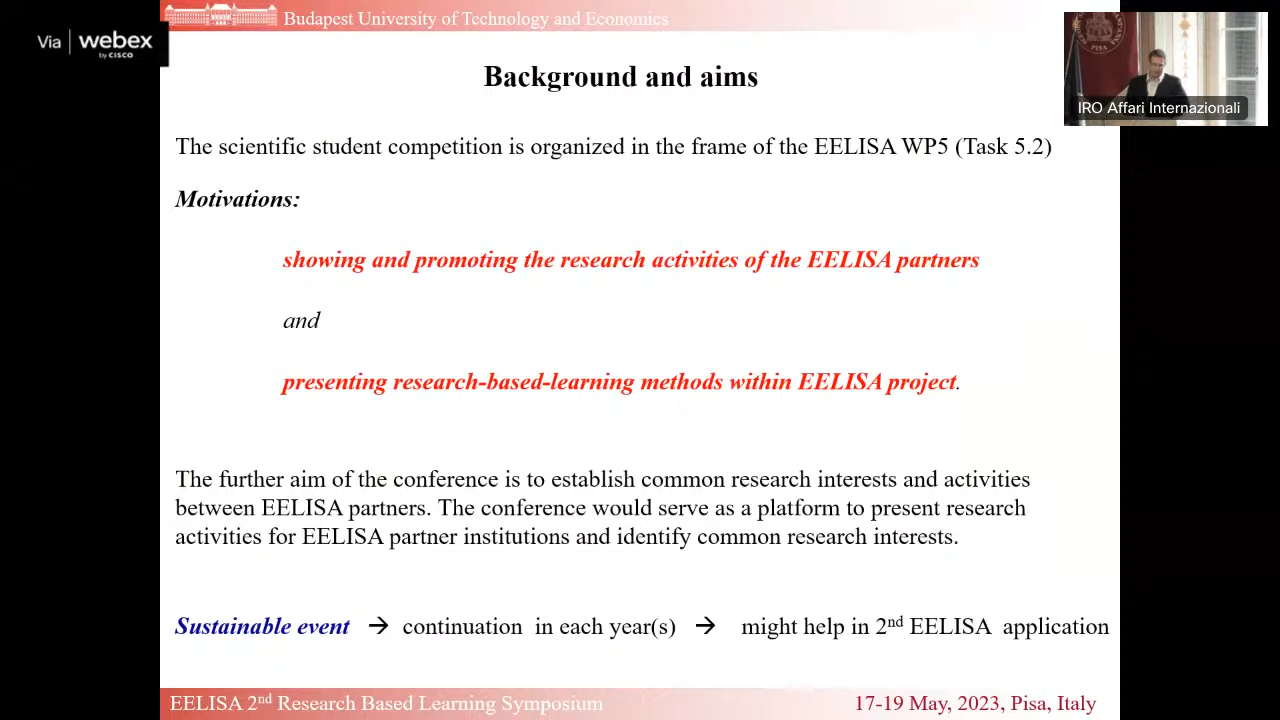 Budapest University of Technology and Economics
Via webex
by CISCO
Background and aims
PISA
IRO Affari Internazionali
The scientific student competition is organized in the frame of the EELISA WP5 (Task 5.2)
Motivations:
showing and promoting the research activities of the EELISA partners
and
presenting research-based-learning methods within EELISA project.
The further aim of the conference is to establish common research interests and activities
between EELISA partners. The conference would serve as a platform to present research
activities for EELISA partner institutions and identify common research interests.
Sustainable event → continuation in each year(s) → might help in 2nd EELISA application
EELISA 2nd Research Based Learning Symposium
17-19 May, 2023, Pisa, Italy